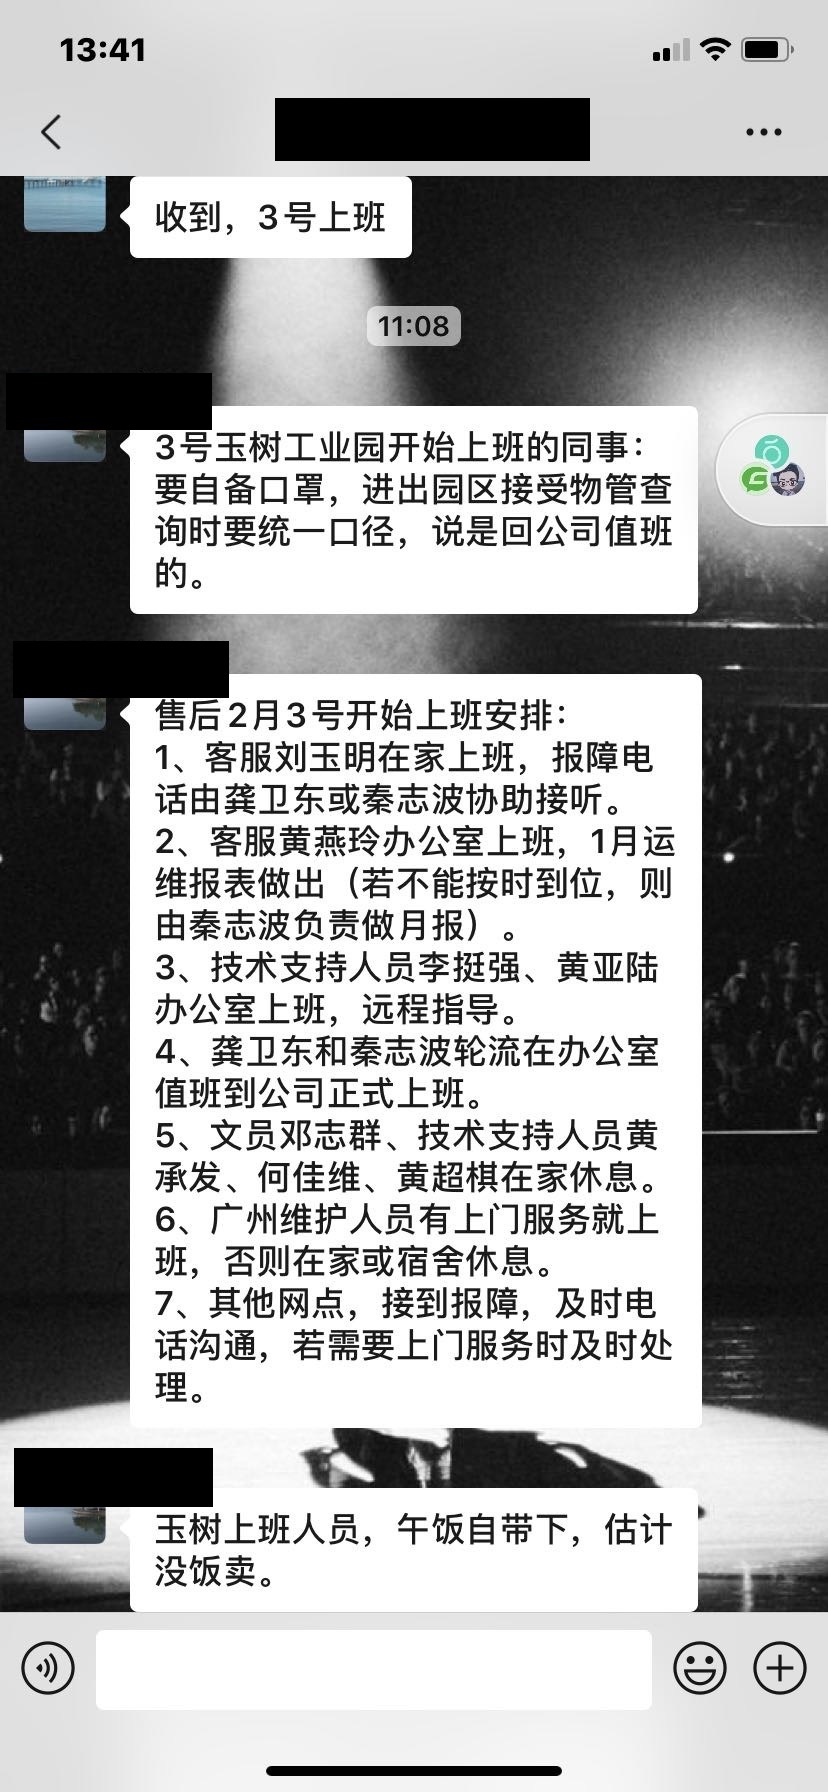 13:41
收到，3号上班
11:08
3号玉树工业园开始上班的同事：
要自备口罩，进出园区接受物管查
询时要统一口径，说是回公司值班
的。
售后2月3号开始上班安排：
1、客服刘玉明在家上班，报障电
话由龚卫东或秦志波协助接听。
2、客服黄燕玲办公室上班，1月运
维报表做出（若不能按时到位，则
由秦志波负责做月报）。
3、技术支持人员李挺强、黄亚陆
办公室上班，远程指导。
4、龚卫东和秦志波轮流在办公室
值班到公司正式上班。
5、文员邓志群、技术支持人员黄
承发、何佳维、黄超棋在家休息。
6、广州维护人员有上门服务就上
班，否则在家或宿舍休息。
7、其他网点，接到报障，及时电
话沟通，若需要上门服务时及时处
理。
玉树上班人员，午饭自带下，估计
没饭卖。